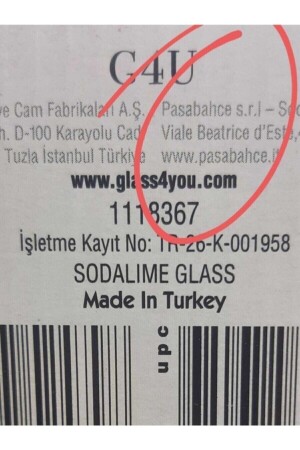 G4U
ve Cam Fabrikaları A.Ş. Pasabahce s.r.l – Soc
h. D-100 Karayolu Cad. Viale Beatrice d'Este,
Tuzla İstanbul Türkiye www.pasabahce.it
www.glass4you.com
1118367
İşletme Kayıt No: TR-26-K-001958
SODALIME GLASS
Made In Turkey
upc